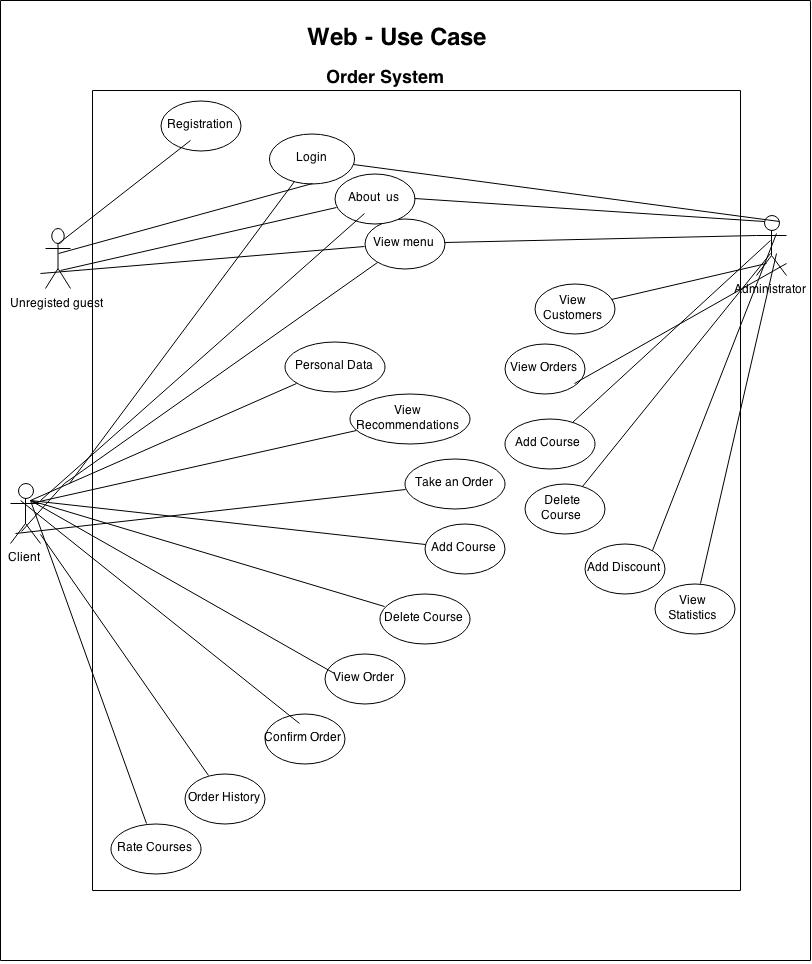 Web - Use Case
Order System
Registration
Login
About us
View menu
Unregisted guest
Administrator
View
Customers
Personal Data
View Orders
View
Recommendations
Add Course
Take an Order
Delete
Course
Client
Add Course
Add Discount
View
Statistics
Delete Course
View Order
Confirm Order
Order History
Rate Courses